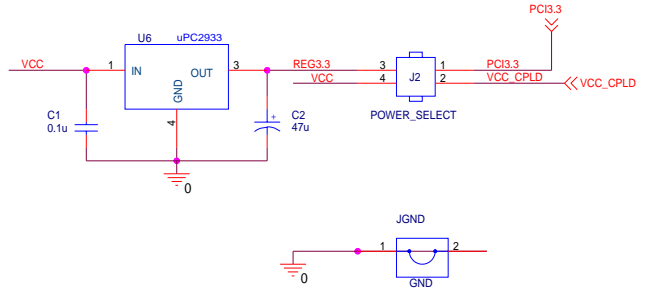 PCI3.3
U6 uPC2933
VCC 1 IN OUT 3 REG3.3 3 J2 1 PCI3.3
VCC 4 2 VCC_CPLD VCC_CPLD
GND
4
C1
0.1u
C2
+
47u
POWER_SELECT
0
JGND
1 2
GND
0